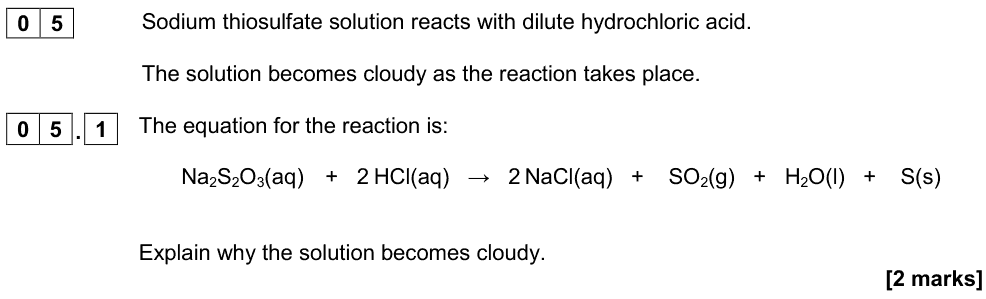 0 5 Sodium thiosulfate solution reacts with dilute hydrochloric acid.
The solution becomes cloudy as the reaction takes place.
0 5 . 1 The equation for the reaction is:
Na₂S₂O₃(aq) + 2 HCl(aq) → 2 NaCl(aq) + SO₂(g) + H₂O(l) + S(s)
Explain why the solution becomes cloudy.
[2 marks]